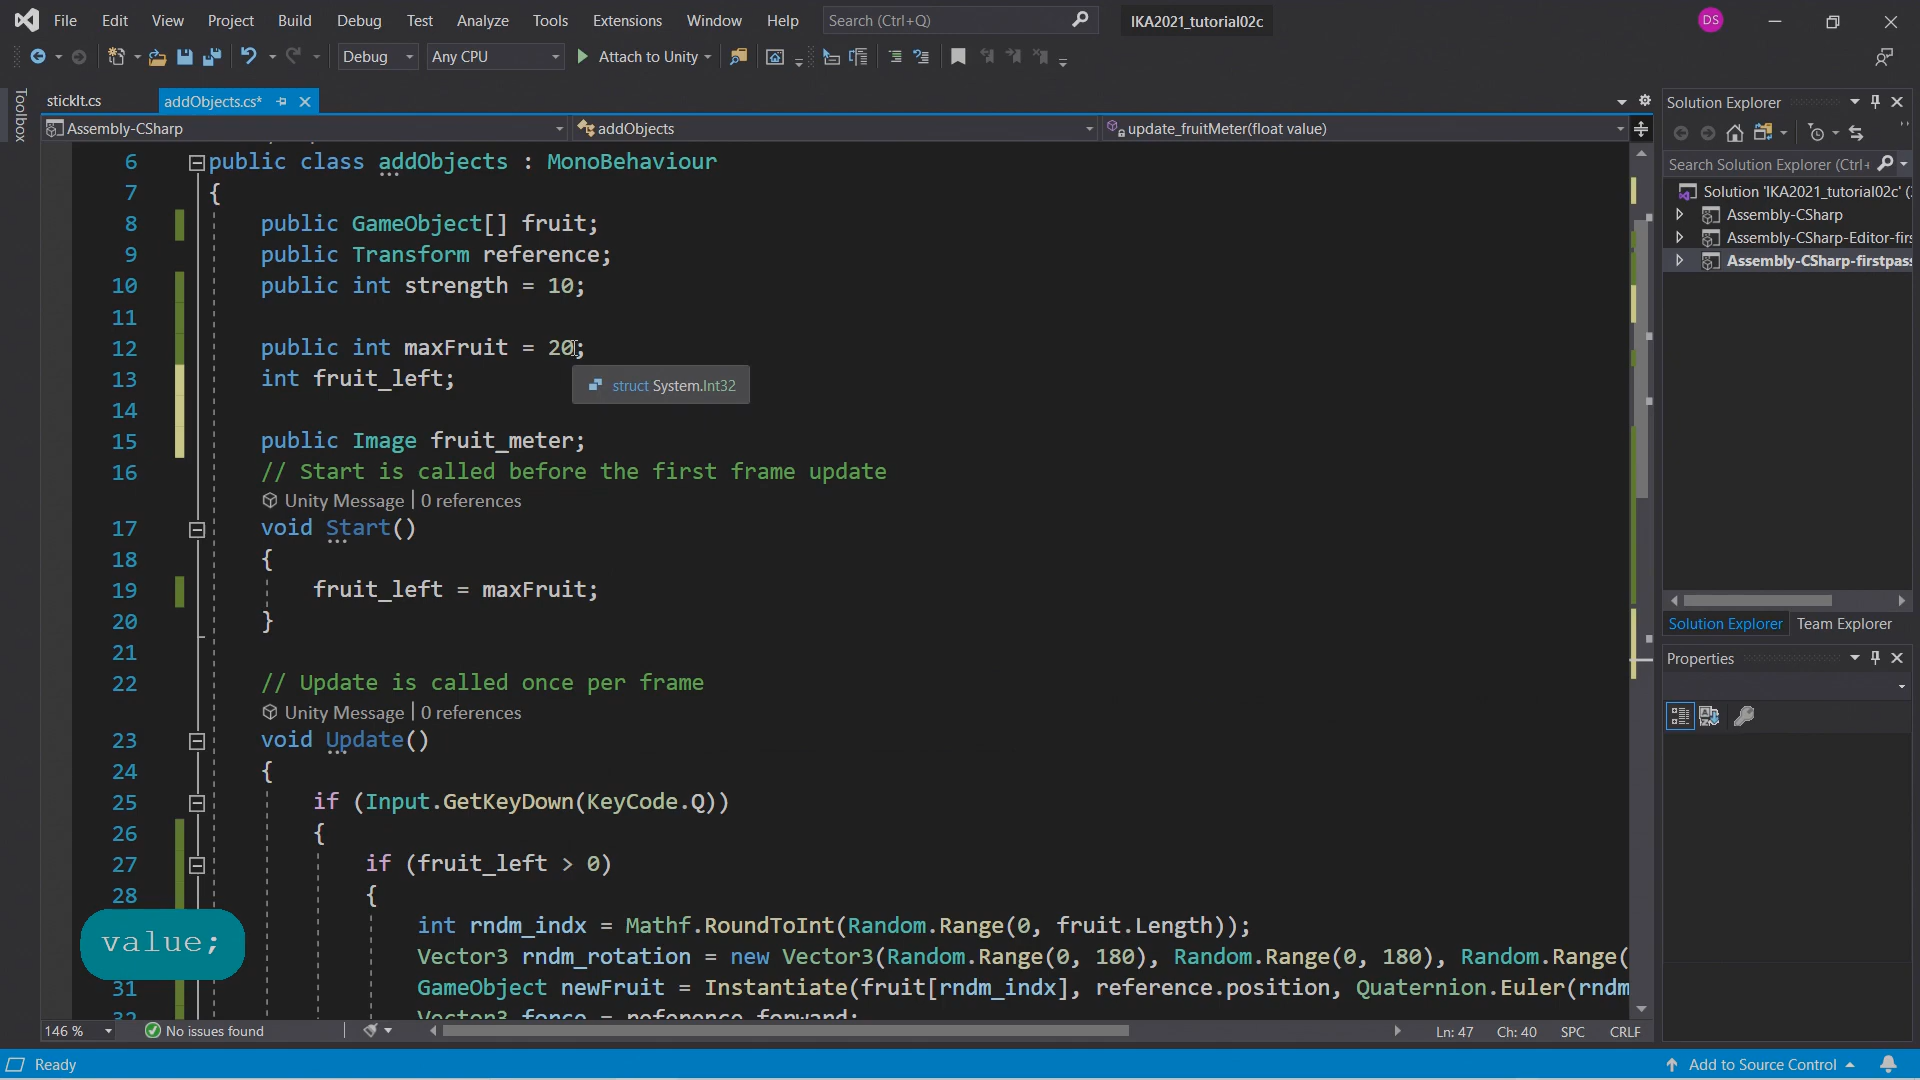 File Edit View Project Build Debug Test Analyze Tools Extensions Window Help Search (Ctrl+Q) IKA2021_tutorial02c DS
Debug Any CPU Attach to Unity
Toolbox
stickIt.cs addObjects.cs*
Assembly-CSharp addObjects update_fruitMeter(float value)
6 public class addObjects : MonoBehaviour
7 {
8 public GameObject[] fruit;
9 public Transform reference;
10 public int strength = 10;
11
12 public int maxFruit = 20;
13 int fruit_left;
struct System.Int32
14
15 public Image fruit_meter;
16 // Start is called before the first frame update
Unity Message | 0 references
17 void Start()
18 {
19 fruit_left = maxFruit;
20 }
21
22 // Update is called once per frame
Unity Message | 0 references
23 void Update()
24 {
25 if (Input.GetKeyDown(KeyCode.Q))
26 {
27 if (fruit_left > 0)
28 {
int rndm_indx = Mathf.RoundToInt(Random.Range(0, fruit.Length));
value;
Vector3 rndm_rotation = new Vector3(Random.Range(0, 180), Random.Range(0, 180), Random.Range(
31 GameObject newFruit = Instantiate(fruit[rndm_indx], reference.position, Quaternion.Euler(rndm
32 Vector3 force = reference.forward;
146 % No issues found Ln: 47 Ch: 40 SPC CRLF
Ready Add to Source Control
Solution Explorer
Search Solution Explorer (Ctrl+
Solution 'IKA2021_tutorial02c' (
Assembly-CSharp
Assembly-CSharp-Editor-firs
Assembly-CSharp-firstpass
Solution Explorer Team Explorer
Properties